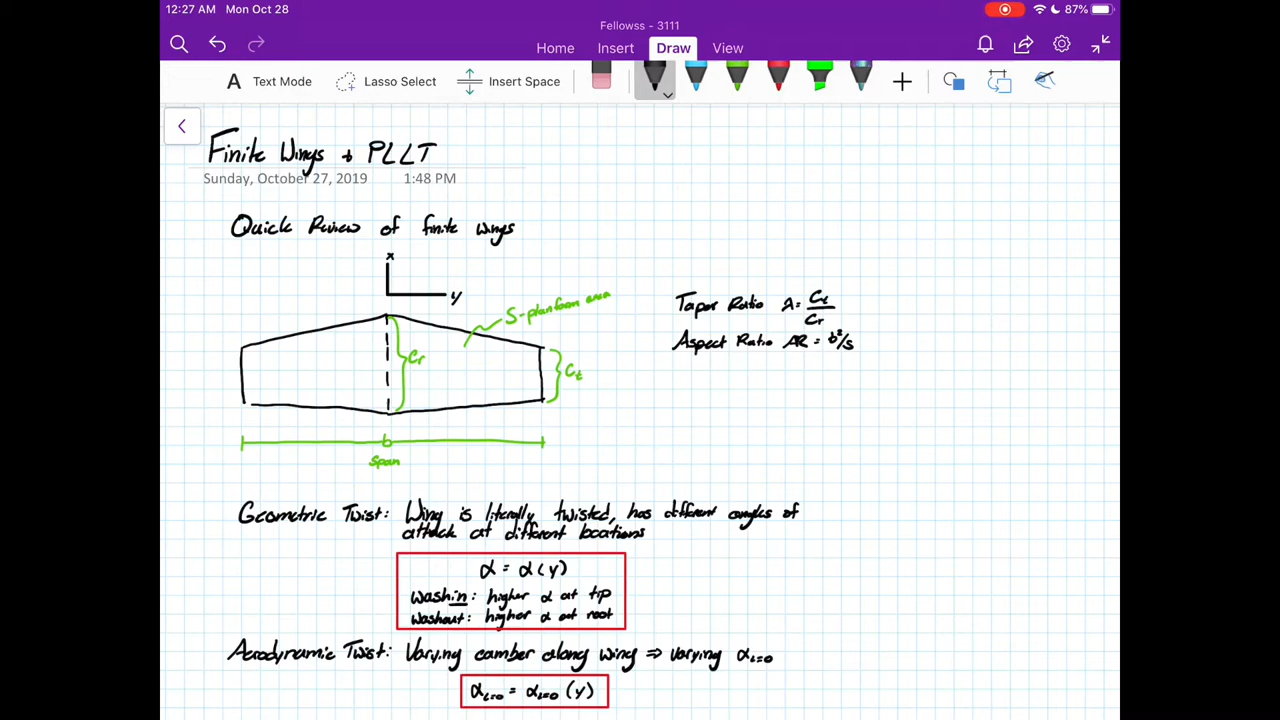 12:27 AM Mon Oct 28
87%
Fellowss - 3111
Home Insert Draw View
Text Mode Lasso Select Insert Space
Finite Wings + PLLT
Sunday, October 27, 2019 1:48 PM
Quick Review of finite wings
x
y
S-planform area
Taper Ratio λ = Ct/Cr
Aspect Ratio AR = b²/s
Cr
Ct
b
span
Geometric Twist: Wing is literally twisted, has different angles of
attack at different locations
α = α(y)
Washin: higher α at tip
Washout: higher α at root
Aerodynamic Twist: Varying camber along wing ⇒ varying αL=0
αL=0 = αL=0 (y)